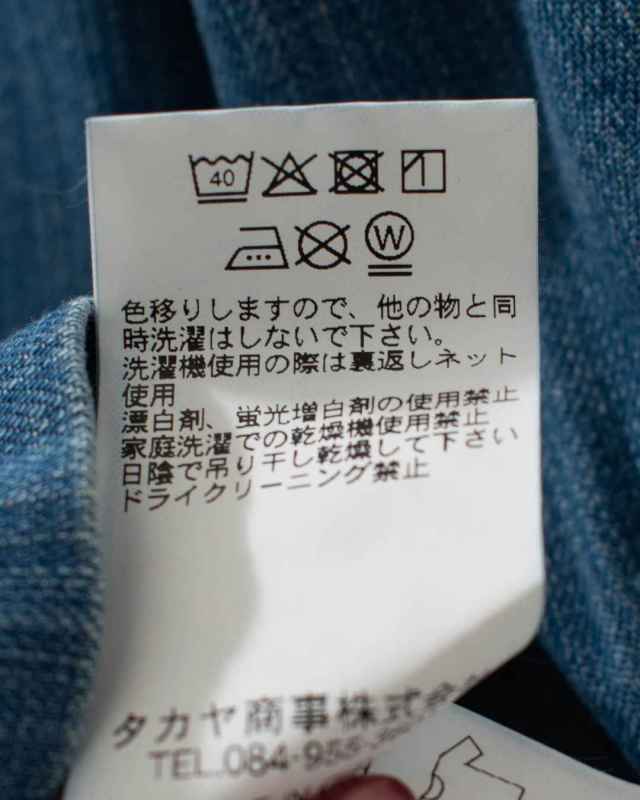 40
W
色移りしますので、他の物と同
時洗濯はしないで下さい。
洗濯機使用の際は裏返しネット
使用
漂白剤、蛍光増白剤の使用禁止
家庭洗濯での乾燥機使用禁止
日陰で吊り干し乾燥して下さい
ドライクリーニング禁止
タカヤ商事株式会
TEL.084-955-